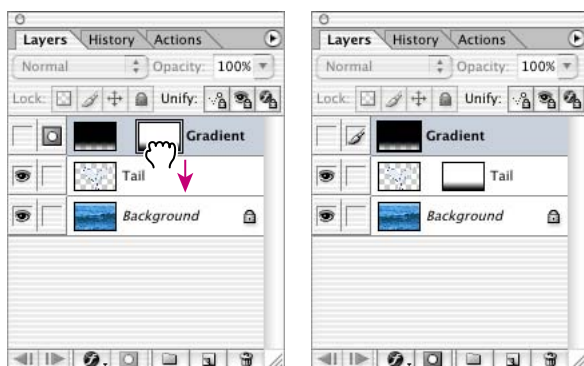 Layers History Actions
Normal Opacity: 100%
Lock: Unify:
Gradient
Tail
Background
Layers History Actions
Normal Opacity: 100%
Lock: Unify:
Gradient
Tail
Background